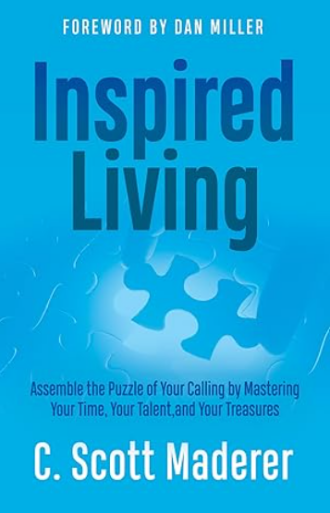 FOREWORD BY DAN MILLER
Inspired
Living
Assemble the Puzzle of Your Calling by Mastering
Your Time, Your Talent,and Your Treasures
C. Scott Maderer